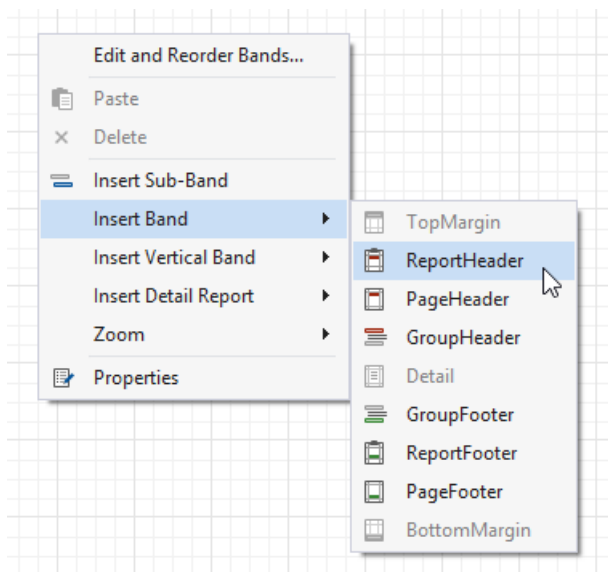 Edit and Reorder Bands...
Paste
Delete
Insert Sub-Band
Insert Band
Insert Vertical Band
Insert Detail Report
Zoom
Properties
TopMargin
ReportHeader
PageHeader
GroupHeader
Detail
GroupFooter
ReportFooter
PageFooter
BottomMargin